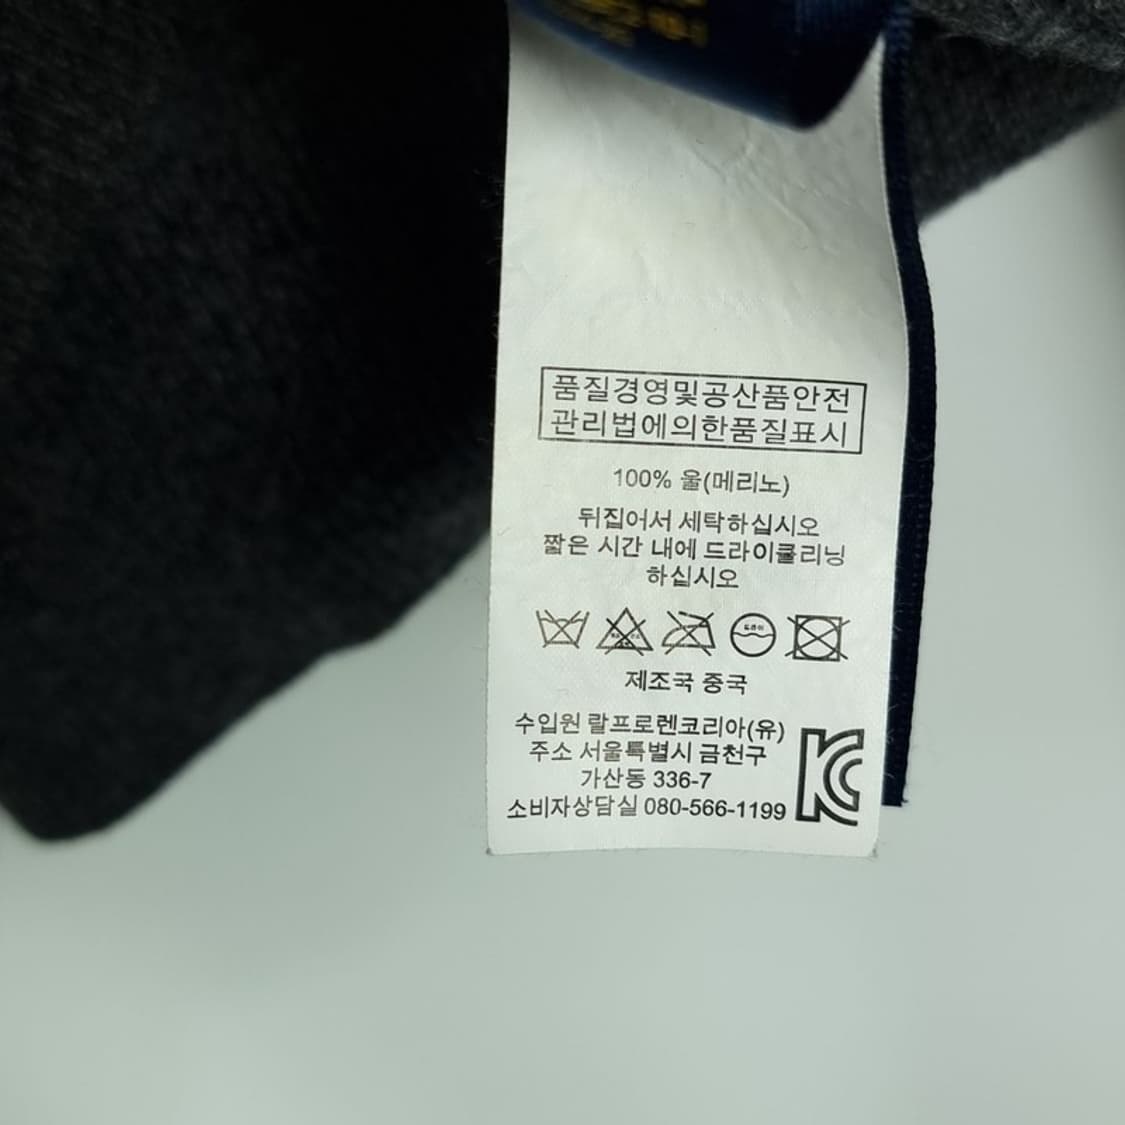 품질경영및공산품안전
관리법에의한품질표시
100% 울(메리노)
뒤집어서 세탁하십시오
짧은 시간 내에 드라이클리닝
하십시오
드라이
제조국 중국
수입원 랄프로렌코리아(유)
주소 서울특별시 금천구
가산동 336-7
소비자상담실 080-566-1199